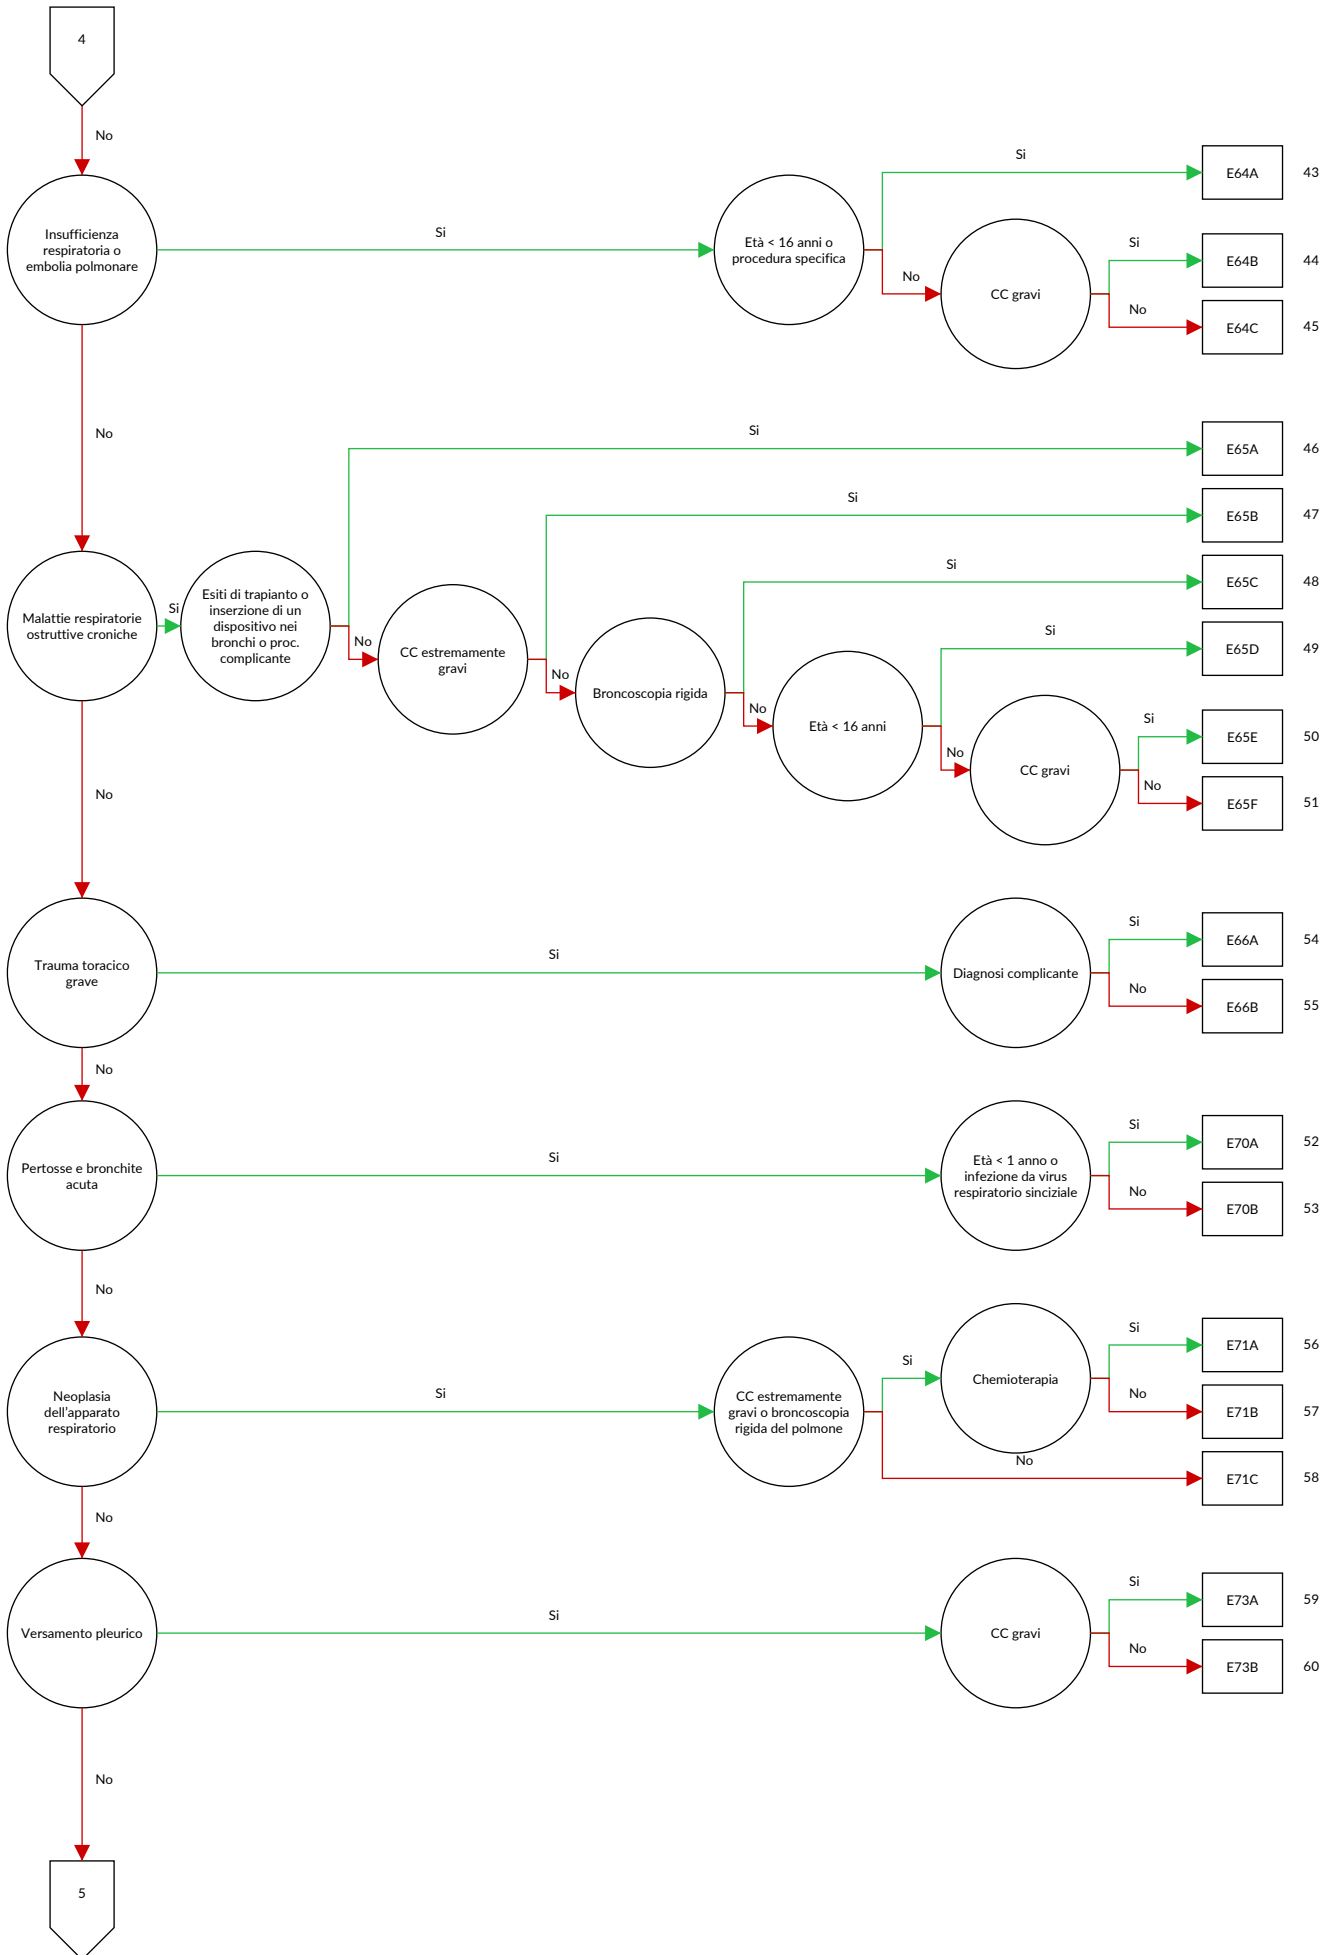 4
No
Insufficienza
respiratoria o
embolia polmonare
Si
Età < 16 anni o
procedura specifica
Si
E64A
43
No
CC gravi
Si
E64B
44
No
E64C
45
No
Malattie respiratorie
ostruttive croniche
Si
Esiti di trapianto o
inserzione di un
dispositivo nei
bronchi o proc.
complicante
Si
E65A
46
No
CC estremamente
gravi
Si
E65B
47
No
Broncoscopia rigida
Si
E65C
48
No
Età < 16 anni
Si
E65D
49
No
CC gravi
Si
E65E
50
No
E65F
51
No
Trauma toracico
grave
Si
Diagnosi complicante
Si
E66A
54
No
E66B
55
No
Pertosse e bronchite
acuta
Si
Età < 1 anno o
infezione da virus
respiratorio sinciziale
Si
E70A
52
No
E70B
53
No
Neoplasia
dell'apparato
respiratorio
Si
CC estremamente
gravi o broncoscopia
rigida del polmone
Si
Chemioterapia
Si
E71A
56
No
E71B
57
No
E71C
58
No
Versamento pleurico
Si
CC gravi
Si
E73A
59
No
E73B
60
No
5